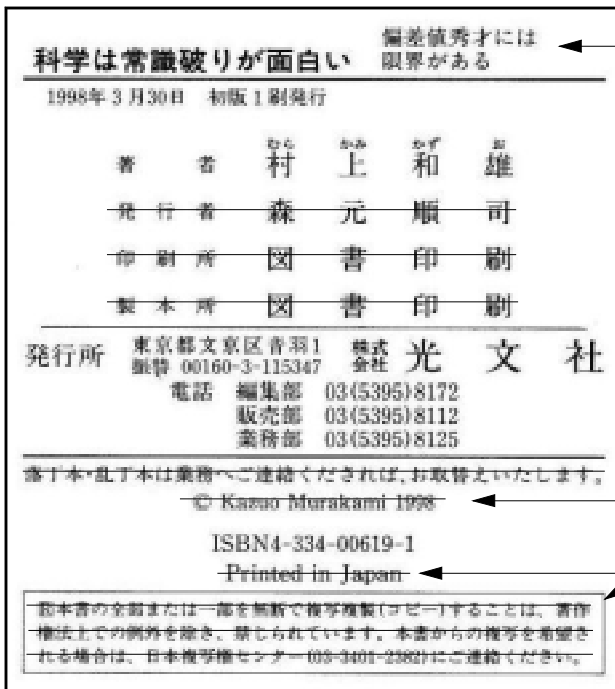 科学は常識破りが面白い
偏差値秀才には
限界がある
1998年3月30日 初版1刷発行
むら かみ かず お
著者 村上和雄
発行者 森元順司
印刷所 図書印刷
製本所 図書印刷
発行所
東京都文京区音羽1
振替 00160-3-115347
株式会社 光文社
電話 編集部 03(5395)8172
販売部 03(5395)8112
業務部 03(5395)8125
落丁本・乱丁本は業務へご連絡くだされば、お取替えいたします。
© Kazuo Murakami 1998
ISBN4-334-00619-1
Printed in Japan
Ⓡ本書の全部または一部を無断で複写複製(コピー)することは、著作
権法上での例外を除き、禁じられています。本書からの複写を希望さ
れる場合は、日本複写権センター(03-3401-2382)にご連絡ください。